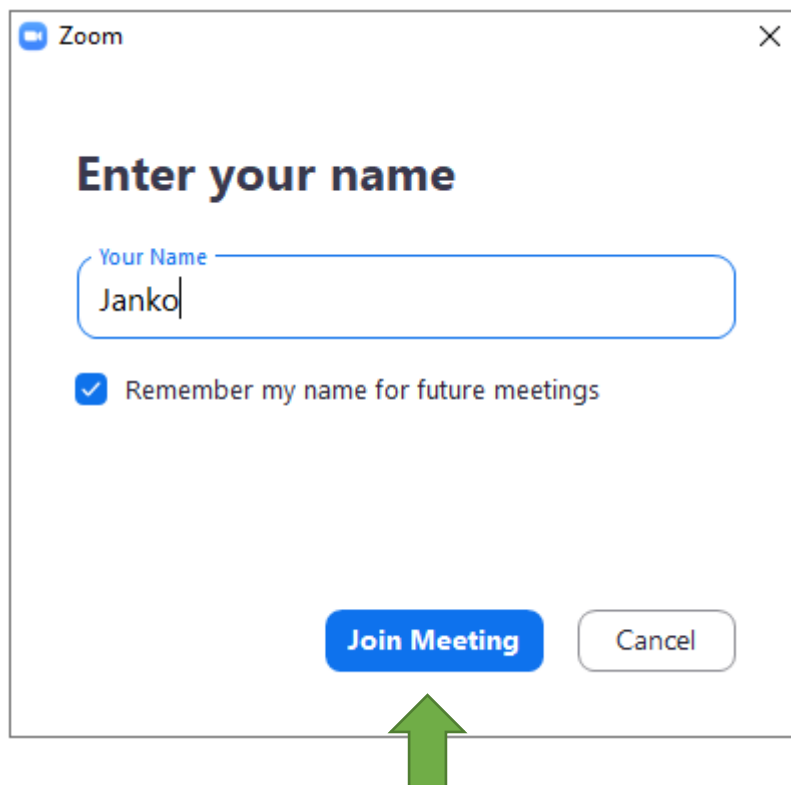 Zoom
Enter your name
Your Name
Janko
Remember my name for future meetings
Join Meeting Cancel